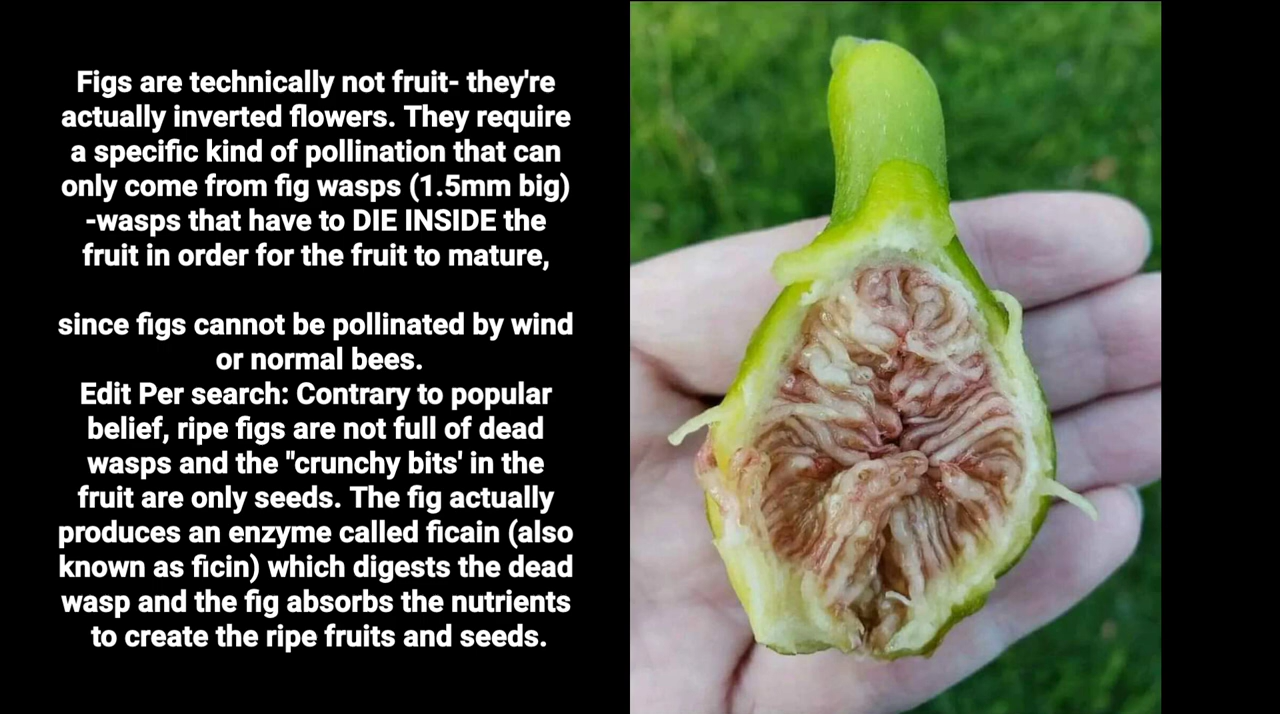 Figs are technically not fruit- they're
actually inverted flowers. They require
a specific kind of pollination that can
only come from fig wasps (1.5mm big)
-wasps that have to DIE INSIDE the
fruit in order for the fruit to mature,
since figs cannot be pollinated by wind
or normal bees.
Edit Per search: Contrary to popular
belief, ripe figs are not full of dead
wasps and the "crunchy bits' in the
fruit are only seeds. The fig actually
produces an enzyme called ficain (also
known as ficin) which digests the dead
wasp and the fig absorbs the nutrients
to create the ripe fruits and seeds.